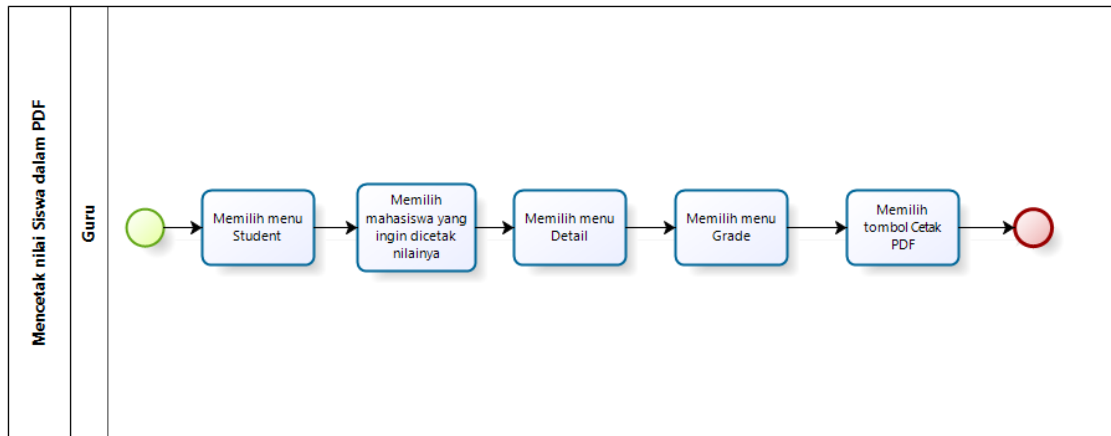 Mencetak nilai Siswa dalam PDF
Guru
Memilih menu
Student
Memilih
mahasiswa yang
ingin dicetak
nilainya
Memilih menu
Detail
Memilih menu
Grade
Memilih
tombol Cetak
PDF